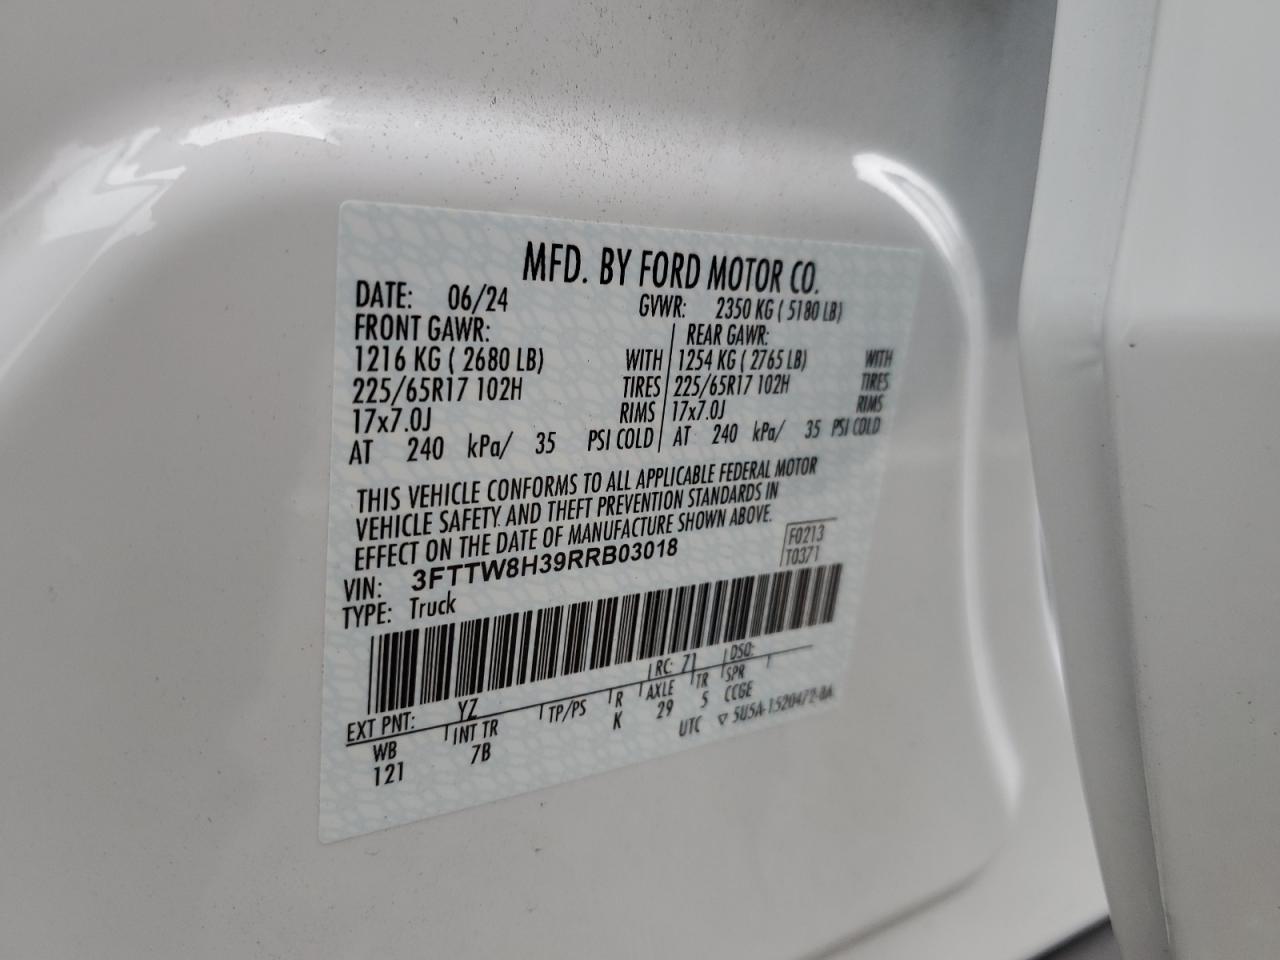 MFD. BY FORD MOTOR CO.
DATE: 06/24 GVWR: 2350 KG ( 5180 LB)
FRONT GAWR: REAR GAWR:
1216 KG ( 2680 LB) WITH 1254 KG ( 2765 LB) WITH
225/65R17 102H TIRES 225/65R17 102H TIRES
17x7.0J RIMS 17x7.0J RIMS
AT 240 kPa/ 35 PSI COLD AT 240 kPa/ 35 PSI COLD
THIS VEHICLE CONFORMS TO ALL APPLICABLE FEDERAL MOTOR
VEHICLE SAFETY AND THEFT PREVENTION STANDARDS IN
EFFECT ON THE DATE OF MANUFACTURE SHOWN ABOVE.
F0213
T0371
VIN: 3FTTW8H39RRB03018
TYPE: Truck
EXT PNT: YZ RC: 71 DSO:
WB INT TR TP/PS R AXLE TR SPR
121 7B K 29 5 CCGE
UTC ▽ 5U5A-1520472-BA